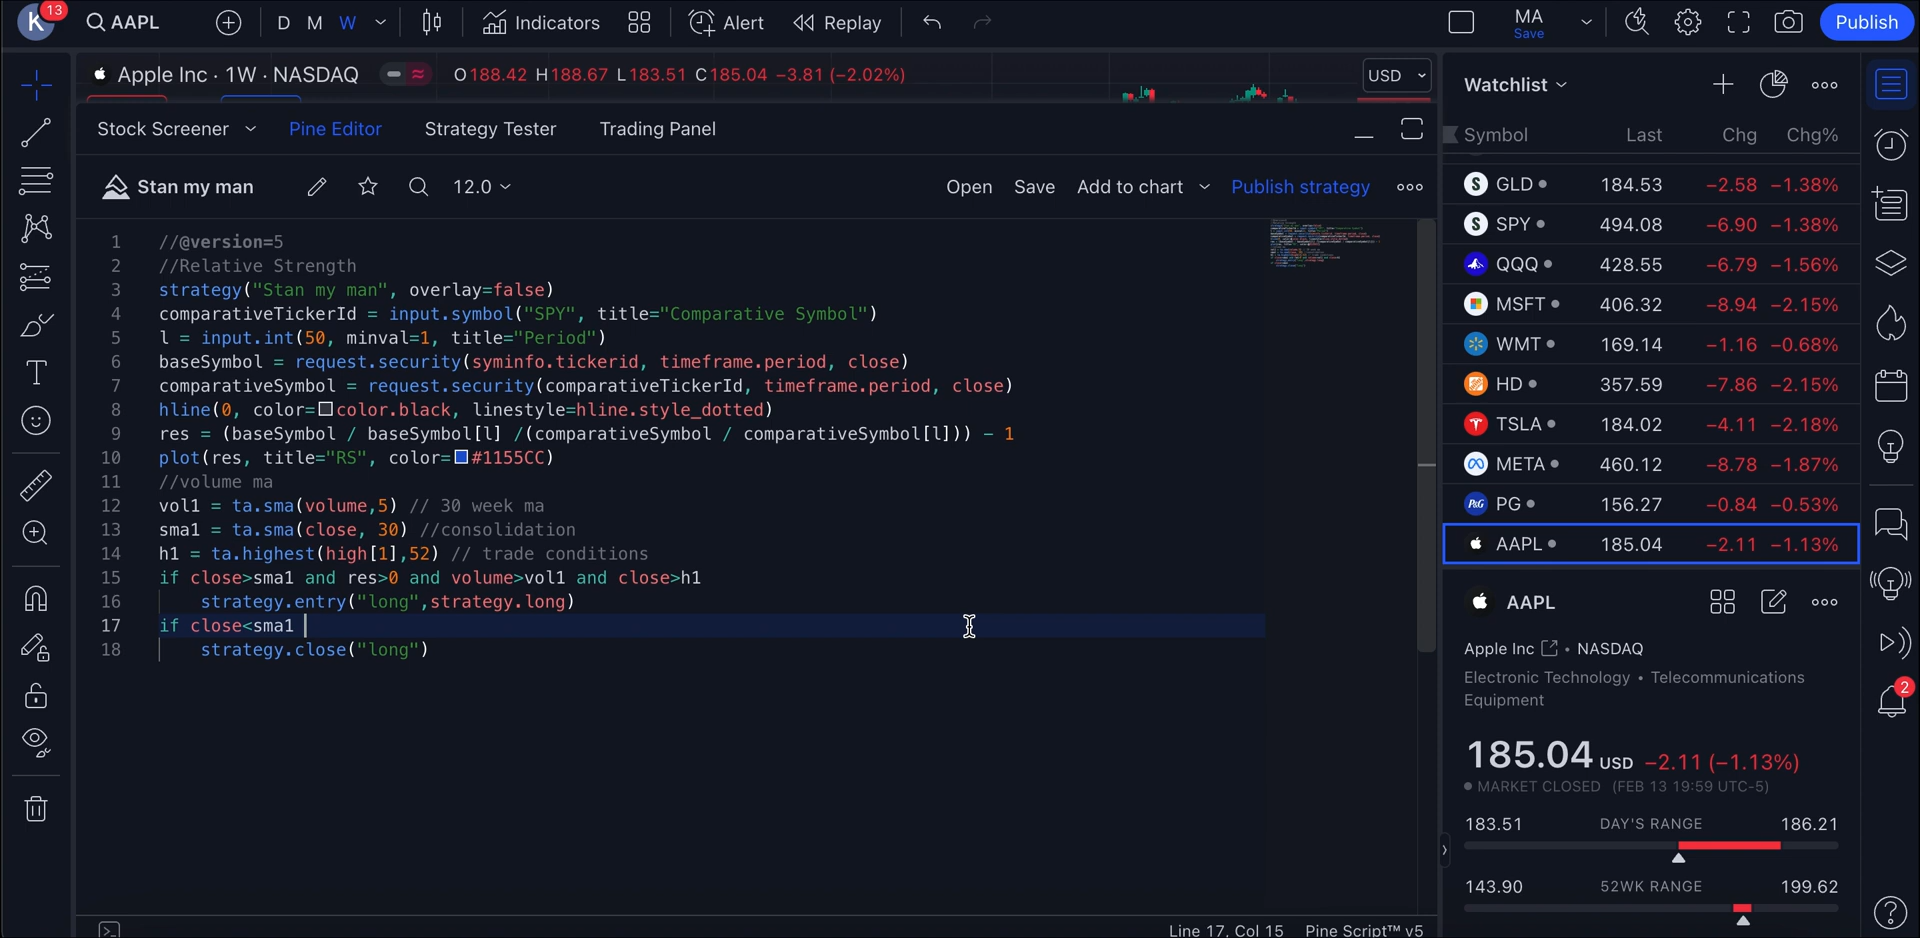 K 13 AAPL D M W Indicators Alert Replay MA Save Publish
Apple Inc · 1W · NASDAQ O188.42 H188.67 L183.51 C185.04 −3.81 (−2.02%) USD
Stock Screener Pine Editor Strategy Tester Trading Panel
Stan my man 12.0 Open Save Add to chart Publish strategy
1 //@version=5
2 //Relative Strength
3 strategy("Stan my man", overlay=false)
4 comparativeTickerId = input.symbol("SPY", title="Comparative Symbol")
5 l = input.int(50, minval=1, title="Period")
6 baseSymbol = request.security(syminfo.tickerid, timeframe.period, close)
7 comparativeSymbol = request.security(comparativeTickerId, timeframe.period, close)
8 hline(0, color=color.black, linestyle=hline.style_dotted)
9 res = (baseSymbol / baseSymbol[l] /(comparativeSymbol / comparativeSymbol[l])) - 1
10 plot(res, title="RS", color=#1155CC)
11 //volume ma
12 vol1 = ta.sma(volume,5) // 30 week ma
13 sma1 = ta.sma(close, 30) //consolidation
14 h1 = ta.highest(high[1],52) // trade conditions
15 if close>sma1 and res>0 and volume>vol1 and close>h1
16 strategy.entry("long",strategy.long)
17 if close<sma1
18 strategy.close("long")
Line 17, Col 15 Pine Script™ v5
Watchlist
Symbol Last Chg Chg%
S GLD 184.53 −2.58 −1.38%
S SPY 494.08 −6.90 −1.38%
QQQ 428.55 −6.79 −1.56%
MSFT 406.32 −8.94 −2.15%
WMT 169.14 −1.16 −0.68%
HD 357.59 −7.86 −2.15%
TSLA 184.02 −4.11 −2.18%
META 460.12 −8.78 −1.87%
P&G PG 156.27 −0.84 −0.53%
AAPL 185.04 −2.11 −1.13%
AAPL
Apple Inc • NASDAQ
Electronic Technology • Telecommunications
Equipment
185.04 USD −2.11 (−1.13%)
MARKET CLOSED (FEB 13 19:59 UTC-5)
183.51 DAY'S RANGE 186.21
143.90 52WK RANGE 199.62
2